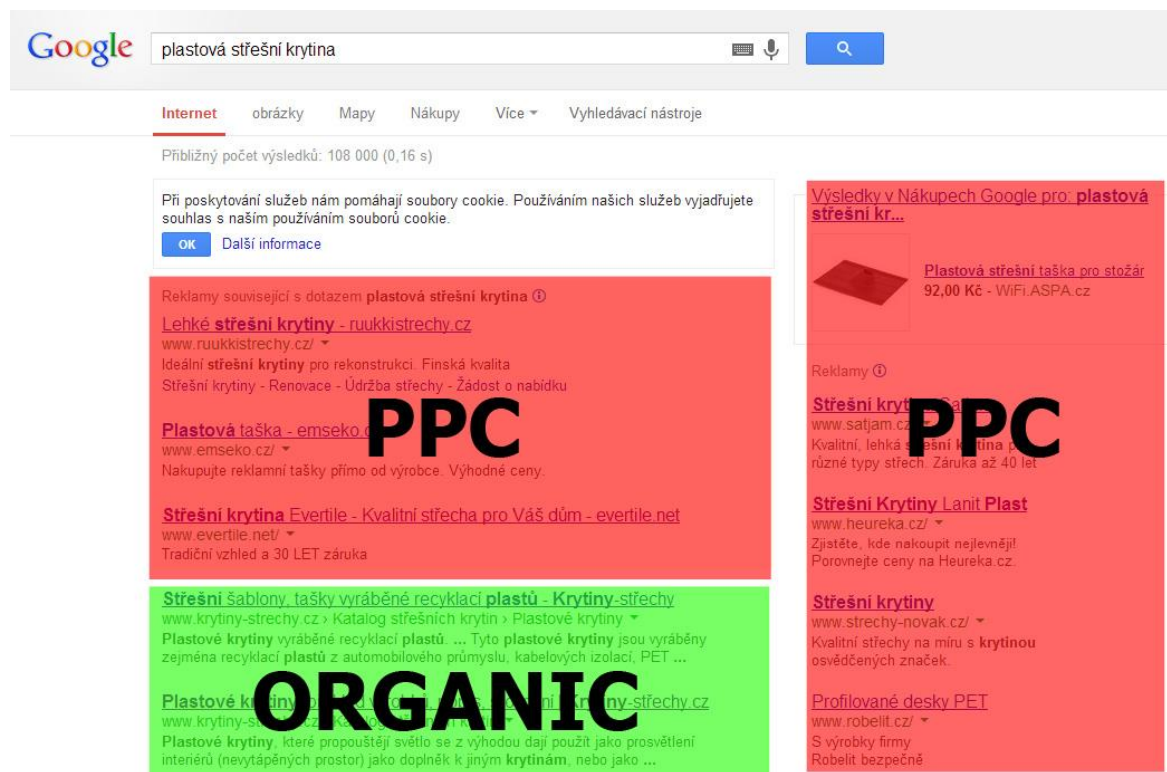 Google
plastová střešní krytina
Internet obrázky Mapy Nákupy Více Vyhledávací nástroje
Přibližný počet výsledků: 108 000 (0,16 s)
Při poskytování služeb nám pomáhají soubory cookie. Používáním našich služeb vyjadřujete
souhlas s naším používáním souborů cookie.
OK Další informace
Reklamy související s dotazem plastová střešní krytina
Lehké střešní krytiny - ruukkistrechy.cz
www.ruukkistrechy.cz/
Ideální střešní krytiny pro rekonstrukci. Finská kvalita
Střešní krytiny - Renovace - Údržba střechy - Žádost o nabídku
PPC
Plastová taška - emseko.
www.emseko.cz/
Nakupujte reklamní tašky přímo od výrobce. Výhodné ceny.
Střešní krytina Evertile - Kvalitní střecha pro Váš dům - evertile.net
www.evertile.net/
Tradiční vzhled a 30 LET záruka
Střešní šablony, tašky vyráběné recyklací plastů - Krytiny-střechy
www.krytiny-strechy.cz › Katalog střešních krytin › Plastové krytiny
Plastové krytiny vyráběné recyklací plastů. ... Tyto plastové krytiny jsou vyráběny
zejména recyklací plastů z automobilového průmyslu, kabelových izolací, PET ...
ORGANIC
Plastové -střechy.cz
Plastové krytiny, které propouštějí světlo se z výhodou dají použít jako prosvětlení
interiérů (nevytápěných prostor) jako doplněk k jiným krytinám, nebo jako ...
Výsledky v Nákupech Google pro: plastová
střešní kr...
Plastová střešní taška pro stožár
92,00 Kč - WiFi.ASPA.cz
Reklamy
Střešní
www.satjam.cz
PPC
Kvalitní, lehká
různé typy střech. Záruka až 40 let
Střešní Krytiny Lanit Plast
www.heureka.cz/
Zjistěte, kde nakoupit nejlevněji!
Porovnejte ceny na Heureka.cz.
Střešní krytiny
www.strechy-novak.cz/
Kvalitní střechy na míru s krytinou
osvědčených značek.
Profilované desky PET
www.robelit.cz/
S výrobky firmy
Robelit bezpečně